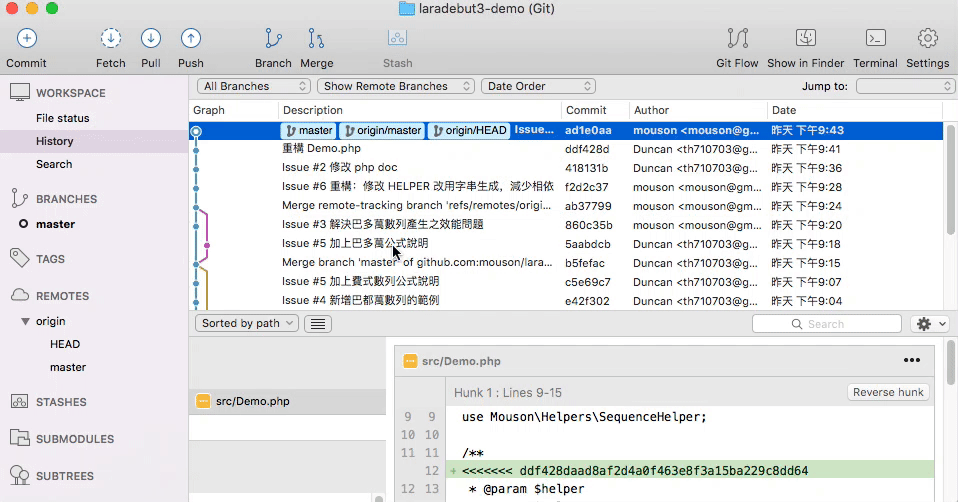 laradebut3-demo (Git)
Commit Fetch Pull Push Branch Merge Stash Git Flow Show in Finder Terminal Settings
WORKSPACE
File status
History
Search
BRANCHES
master
TAGS
REMOTES
origin
HEAD
master
STASHES
SUBMODULES
SUBTREES
All Branches Show Remote Branches Date Order Jump to:
Graph Description Commit Author Date
master origin/master origin/HEAD Issue... ad1e0aa mouson <mouson@g... 昨天 下午9:43
重構 Demo.php ddf428d Duncan <th710703@g... 昨天 下午9:41
Issue #2 修改 php doc 418131b Duncan <th710703@g... 昨天 下午9:36
Issue #6 重構：修改 HELPER 改用字串生成，減少相依 f2d2c37 mouson <mouson@gm... 昨天 下午9:28
Merge remote-tracking branch 'refs/remotes/origi... ab37799 Duncan <th710703@g... 昨天 下午9:24
Issue #3 解決巴多萬數列產生之效能問題 860c35b mouson <mouson@gm... 昨天 下午9:20
Issue #5 加上巴多萬公式說明 5aabdcb Duncan <th710703@g... 昨天 下午9:18
Merge branch 'master' of github.com:mouson/lara... b5fefac Duncan <th710703@g... 昨天 下午9:15
Issue #5 加上費式數列公式說明 c5e69c7 Duncan <th710703@g... 昨天 下午9:07
Issue #4 新增巴都萬數列的範例 e42f302 Duncan <th710703@g... 昨天 下午9:04
Sorted by path Search
src/Demo.php
src/Demo.php
Hunk 1 : Lines 9-15 Reverse hunk
9 9 use Mouson\Helpers\SequenceHelper;
10 10
11 11 /**
12 + <<<<<<< ddf428daad8af2d4a0f463e8f3a15ba229c8dd64
12 13 * @param $helper